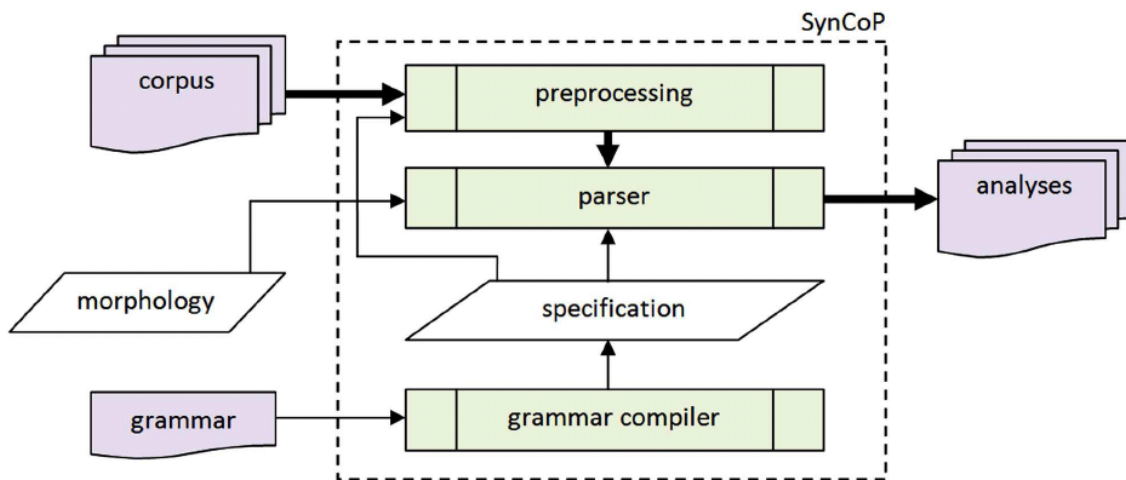 SynCoP
corpus
preprocessing
parser
analyses
morphology
specification
grammar
grammar compiler